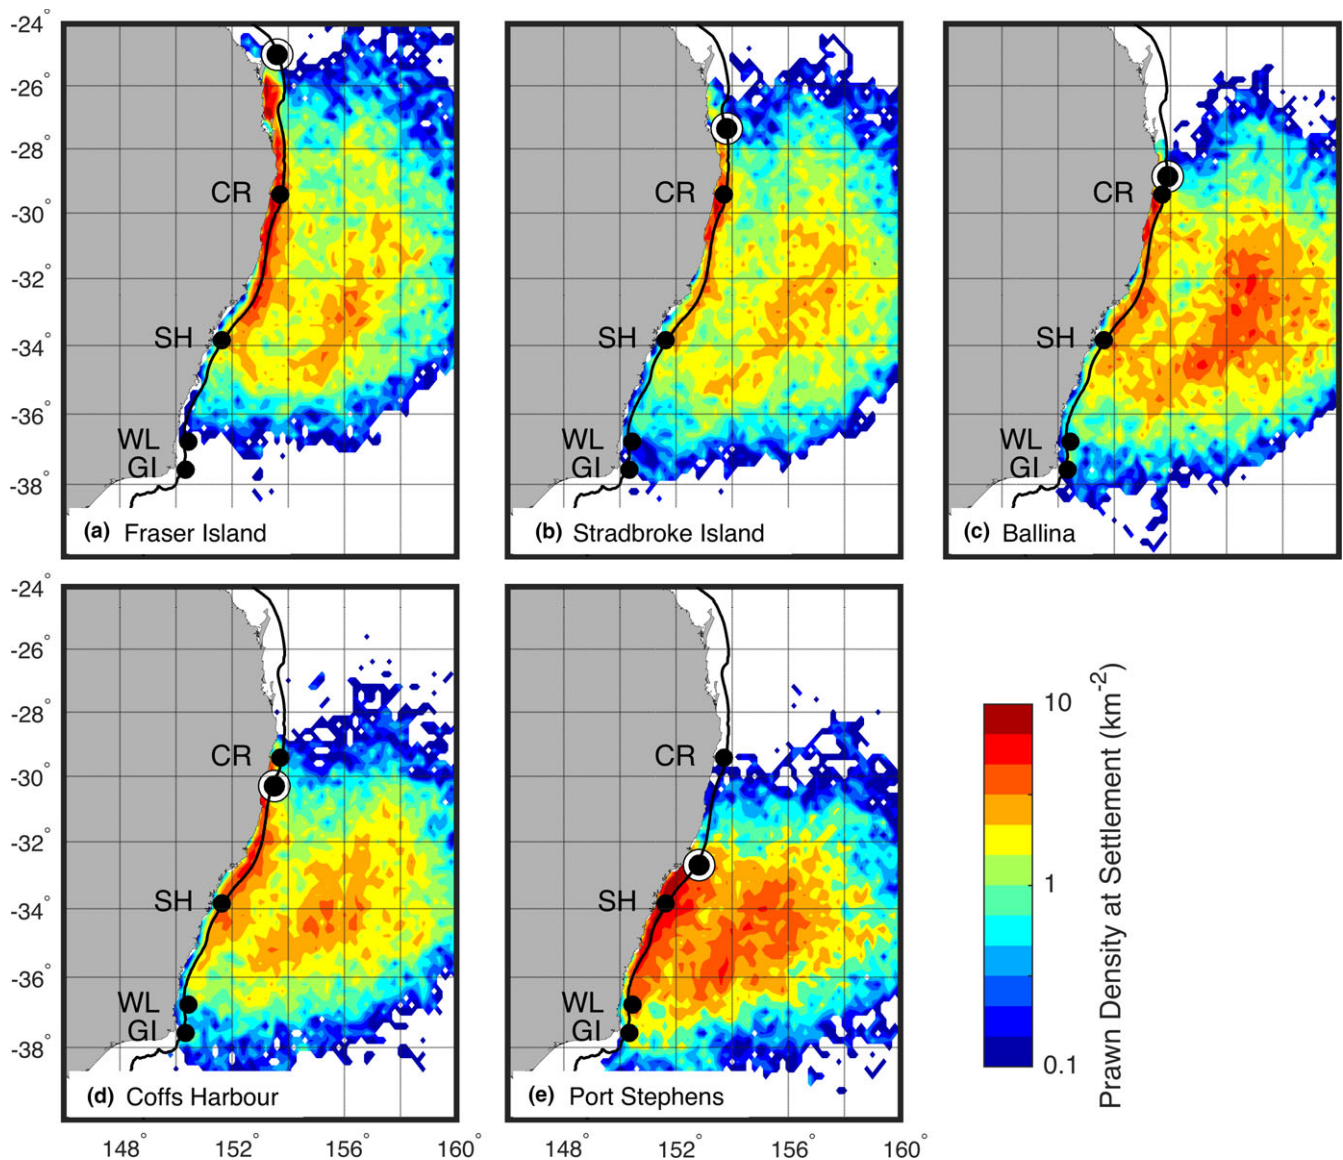 -24°
-26°
-28°
-30°
-32°
-34°
-36°
-38°
CR
SH
WL
GI
(a) Fraser Island
CR
SH
WL
GI
(b) Stradbroke Island
CR
SH
WL
GI
(c) Ballina
-24°
-26°
-28°
-30°
-32°
-34°
-36°
-38°
CR
SH
WL
GI
(d) Coffs Harbour
148° 152° 156° 160°
CR
SH
WL
GI
(e) Port Stephens
148° 152° 156° 160°
10
1
0.1
Prawn Density at Settlement (km⁻²)